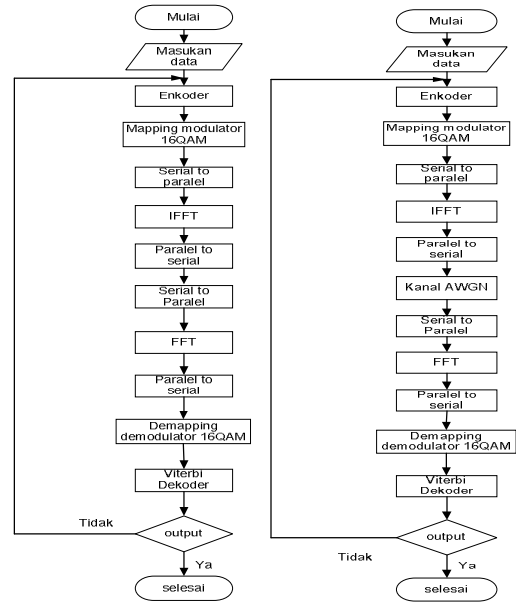 Mulai
Masukan
data
Enkoder
Mapping modulator
16QAM
Serial to
paralel
IFFT
Paralel to
serial
Serial to
Paralel
FFT
Paralel to
serial
Demapping
demodulator 16QAM
Viterbi
Dekoder
Tidak
output
Ya
selesai
Mulai
Masukan
data
Enkoder
Mapping modulator
16QAM
Serial to
paralel
IFFT
Paralel to
serial
Kanal AWGN
Serial to
Paralel
FFT
Paralel to
serial
Demapping
demodulator 16QAM
Viterbi
Dekoder
output
Tidak
Ya
selesai